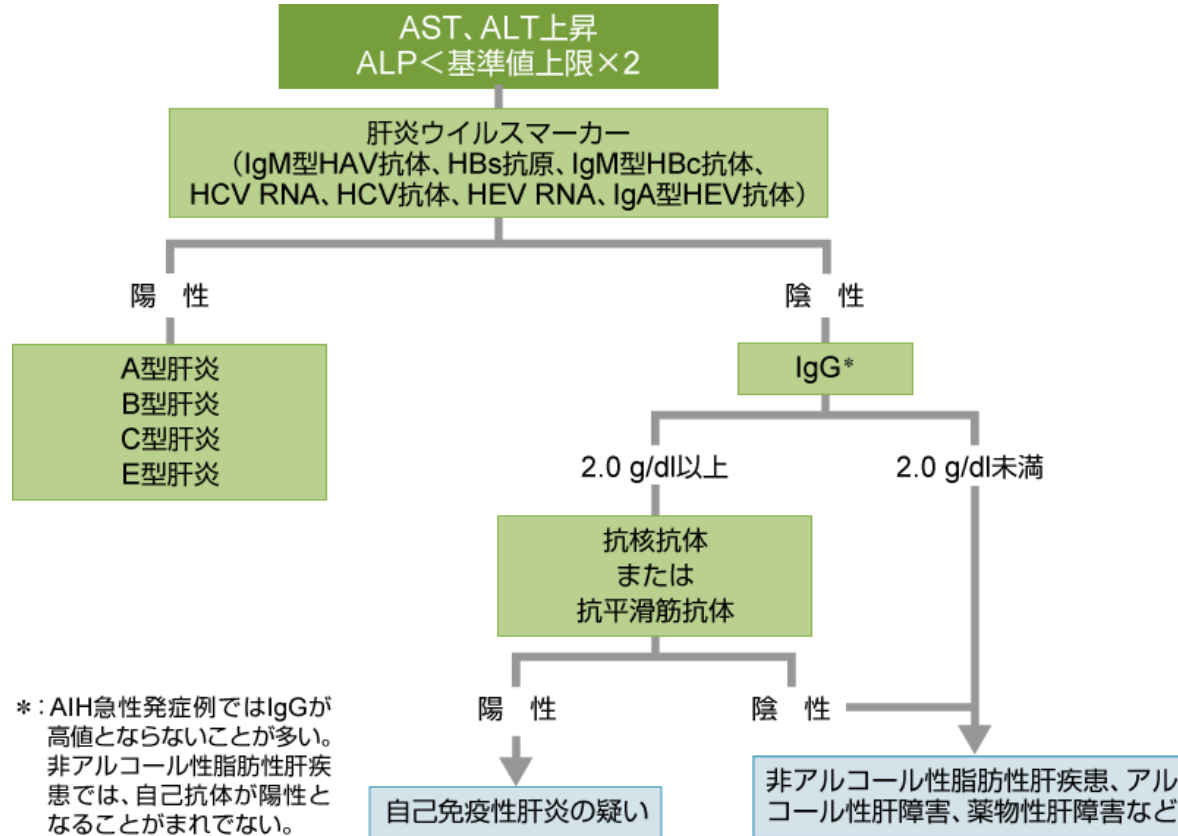 AST、ALT上昇
ALP＜基準値上限×2
肝炎ウイルスマーカー
（IgM型HAV抗体、HBs抗原、IgM型HBc抗体、
HCV RNA、HCV抗体、HEV RNA、IgA型HEV抗体）
陽　性
陰　性
A型肝炎
B型肝炎
C型肝炎
E型肝炎
IgG*
2.0 g/dl以上
2.0 g/dl未満
抗核抗体
または
抗平滑筋抗体
陽　性
陰　性
自己免疫性肝炎の疑い
非アルコール性脂肪性肝疾患、アル
コール性肝障害、薬物性肝障害など
*：AIH急性発症例ではIgGが
高値とならないことが多い。
非アルコール性脂肪性肝疾
患では、自己抗体が陽性と
なることがまれでない。